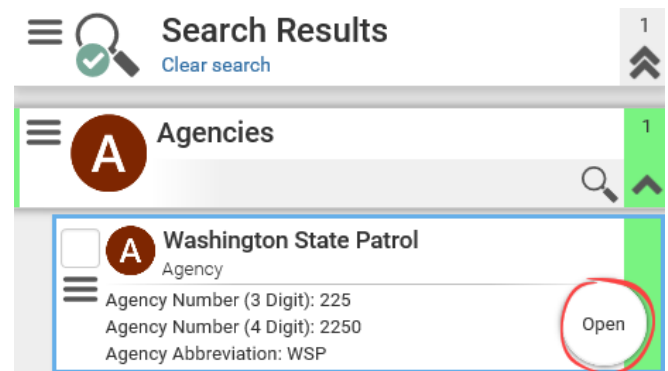 Search Results
1
Clear search
A
Agencies
1
A
Washington State Patrol
Agency
Agency Number (3 Digit): 225
Agency Number (4 Digit): 2250
Agency Abbreviation: WSP
Open